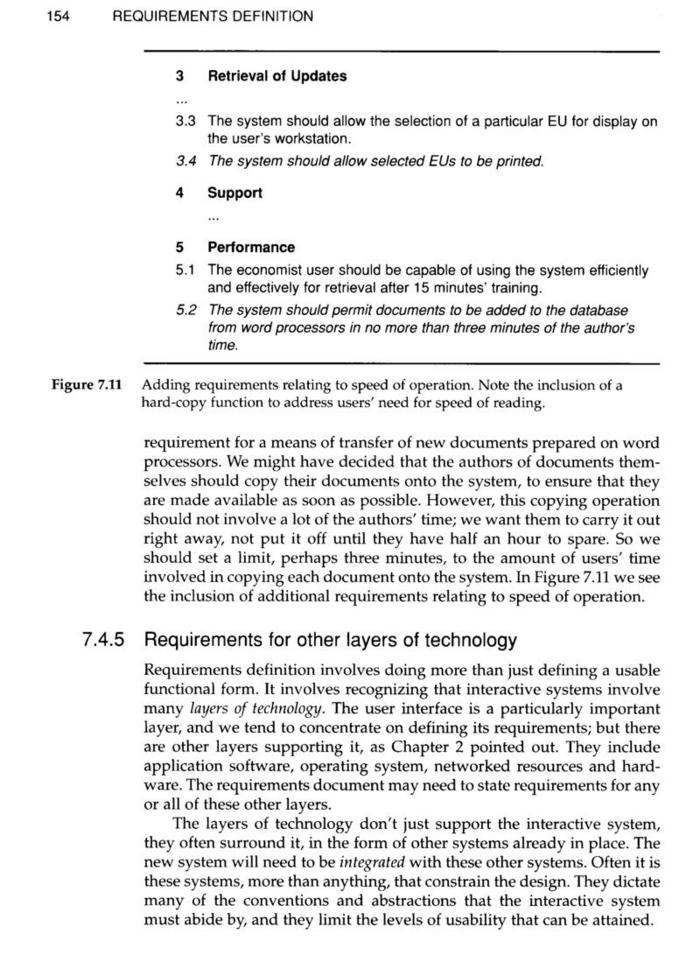 154 REQUIREMENTS DEFINITION
3 Retrieval of Updates
...
3.3 The system should allow the selection of a particular EU for display on
the user's workstation.
3.4 The system should allow selected EUs to be printed.
4 Support
...
5 Performance
5.1 The economist user should be capable of using the system efficiently
and effectively for retrieval after 15 minutes' training.
5.2 The system should permit documents to be added to the database
from word processors in no more than three minutes of the author's
time.
Figure 7.11 Adding requirements relating to speed of operation. Note the inclusion of a
hard-copy function to address users' need for speed of reading.
requirement for a means of transfer of new documents prepared on word
processors. We might have decided that the authors of documents them-
selves should copy their documents onto the system, to ensure that they
are made available as soon as possible. However, this copying operation
should not involve a lot of the authors' time; we want them to carry it out
right away, not put it off until they have half an hour to spare. So we
should set a limit, perhaps three minutes, to the amount of users' time
involved in copying each document onto the system. In Figure 7.11 we see
the inclusion of additional requirements relating to speed of operation.
7.4.5 Requirements for other layers of technology
Requirements definition involves doing more than just defining a usable
functional form. It involves recognizing that interactive systems involve
many layers of technology. The user interface is a particularly important
layer, and we tend to concentrate on defining its requirements; but there
are other layers supporting it, as Chapter 2 pointed out. They include
application software, operating system, networked resources and hard-
ware. The requirements document may need to state requirements for any
or all of these other layers.
The layers of technology don't just support the interactive system,
they often surround it, in the form of other systems already in place. The
new system will need to be integrated with these other systems. Often it is
these systems, more than anything, that constrain the design. They dictate
many of the conventions and abstractions that the interactive system
must abide by, and they limit the levels of usability that can be attained.